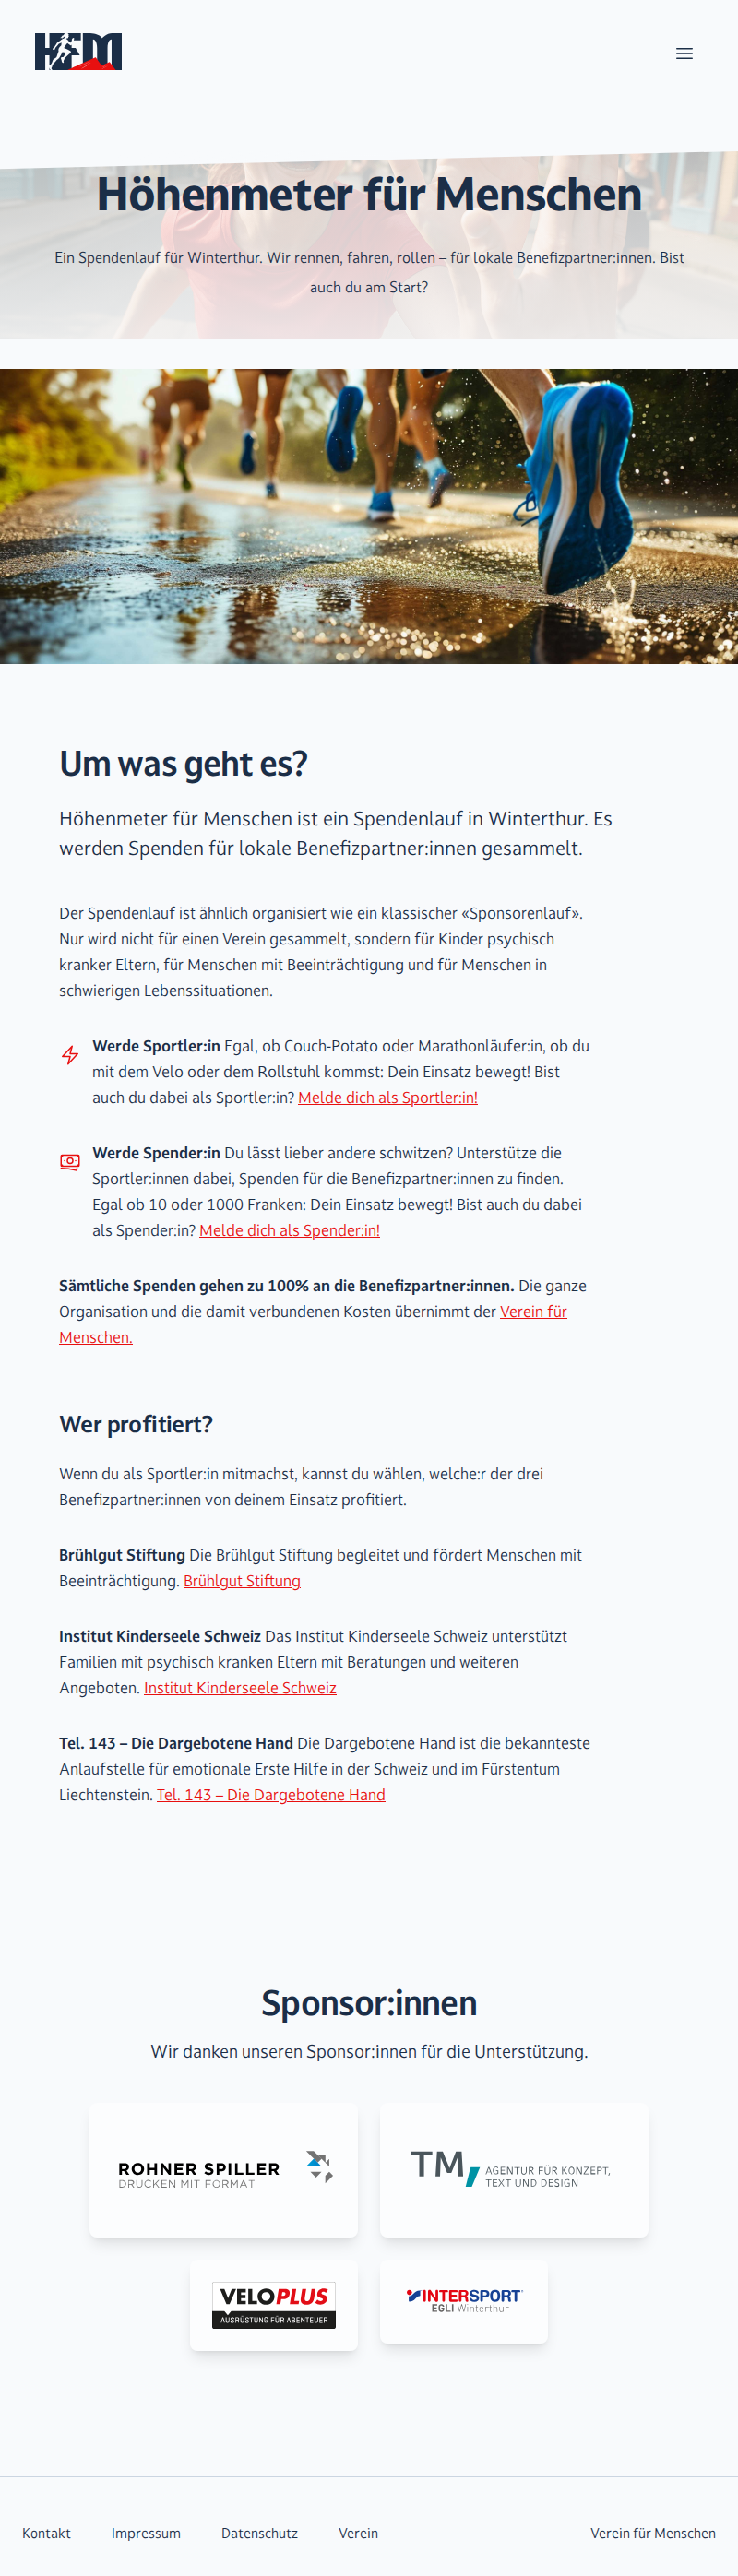 HFM
Höhenmeter für Menschen
Ein Spendenlauf für Winterthur. Wir rennen, fahren, rollen – für lokale Benefizpartner:innen. Bist
auch du am Start?
Um was geht es?
Höhenmeter für Menschen ist ein Spendenlauf in Winterthur. Es
werden Spenden für lokale Benefizpartner:innen gesammelt.
Der Spendenlauf ist ähnlich organisiert wie ein klassischer «Sponsorenlauf».
Nur wird nicht für einen Verein gesammelt, sondern für Kinder psychisch
kranker Eltern, für Menschen mit Beeinträchtigung und für Menschen in
schwierigen Lebenssituationen.
Werde Sportler:in Egal, ob Couch-Potato oder Marathonläufer:in, ob du
mit dem Velo oder dem Rollstuhl kommst: Dein Einsatz bewegt! Bist
auch du dabei als Sportler:in? Melde dich als Sportler:in!
Werde Spender:in Du lässt lieber andere schwitzen? Unterstütze die
Sportler:innen dabei, Spenden für die Benefizpartner:innen zu finden.
Egal ob 10 oder 1000 Franken: Dein Einsatz bewegt! Bist auch du dabei
als Spender:in? Melde dich als Spender:in!
Sämtliche Spenden gehen zu 100% an die Benefizpartner:innen. Die ganze
Organisation und die damit verbundenen Kosten übernimmt der Verein für
Menschen.
Wer profitiert?
Wenn du als Sportler:in mitmachst, kannst du wählen, welche:r der drei
Benefizpartner:innen von deinem Einsatz profitiert.
Brühlgut Stiftung Die Brühlgut Stiftung begleitet und fördert Menschen mit
Beeinträchtigung. Brühlgut Stiftung
Institut Kinderseele Schweiz Das Institut Kinderseele Schweiz unterstützt
Familien mit psychisch kranken Eltern mit Beratungen und weiteren
Angeboten. Institut Kinderseele Schweiz
Tel. 143 – Die Dargebotene Hand Die Dargebotene Hand ist die bekannteste
Anlaufstelle für emotionale Erste Hilfe in der Schweiz und im Fürstentum
Liechtenstein. Tel. 143 – Die Dargebotene Hand
Sponsor:innen
Wir danken unseren Sponsor:innen für die Unterstützung.
ROHNER SPILLER
DRUCKEN MIT FORMAT
TM, AGENTUR FÜR KONZEPT,
TEXT UND DESIGN
VELOPLUS
AUSRÜSTUNG FÜR ABENTEUER
INTERSPORT
EGLI Winterthur
Kontakt Impressum Datenschutz Verein Verein für Menschen